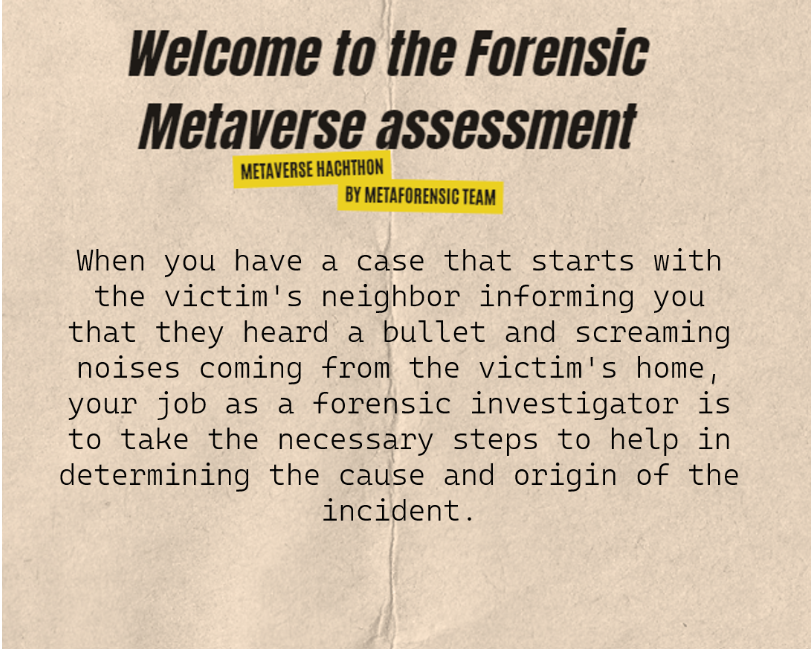 Welcome to the Forensic
Metaverse assessment
METAVERSE HACHTHON
BY METAFORENSIC TEAM
When you have a case that starts with
the victim's neighbor informing you
that they heard a bullet and screaming
noises coming from the victim's home,
your job as a forensic investigator is
to take the necessary steps to help in
determining the cause and origin of the
incident.